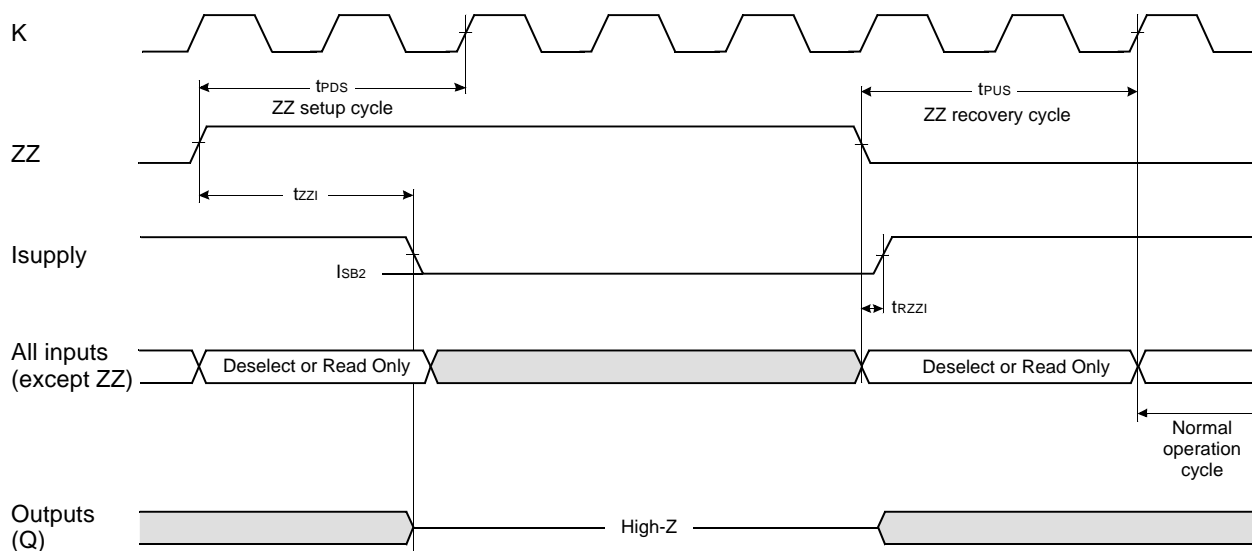 K
tPDS
ZZ setup cycle
tPUS
ZZ recovery cycle
ZZ
tZZI
Isupply
ISB2
tRZZI
All inputs
(except ZZ)
Deselect or Read Only
Deselect or Read Only
Normal
operation
cycle
Outputs
(Q)
High-Z